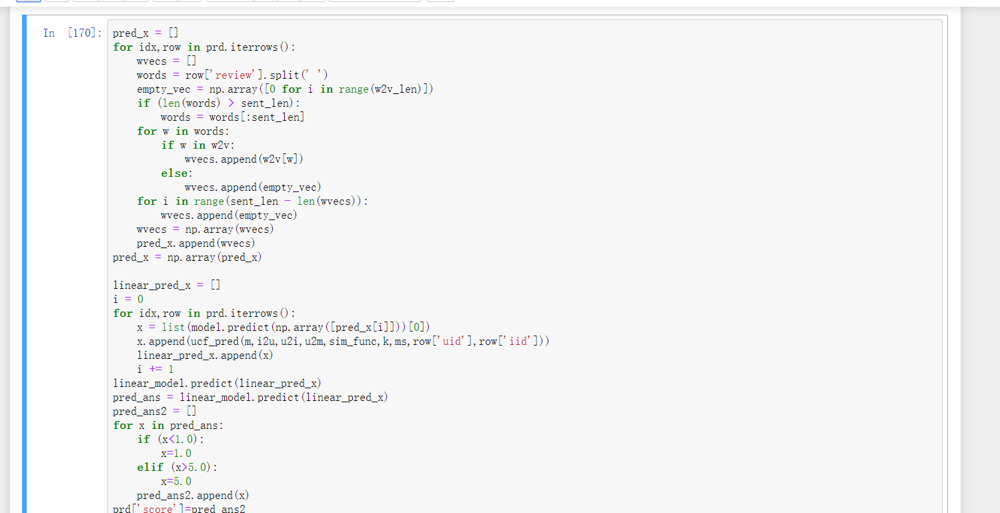 In [170]:
pred_x = []
for idx,row in prd.iterrows():
    wvecs = []
    words = row['review'].split(' ')
    empty_vec = np.array([0 for i in range(w2v_len)])
    if (len(words) > sent_len):
        words = words[:sent_len]
    for w in words:
        if w in w2v:
            wvecs.append(w2v[w])
        else:
            wvecs.append(empty_vec)
    for i in range(sent_len - len(wvecs)):
        wvecs.append(empty_vec)
    wvecs = np.array(wvecs)
    pred_x.append(wvecs)
pred_x = np.array(pred_x)

linear_pred_x = []
i = 0
for idx,row in prd.iterrows():
    x = list(model.predict(np.array([pred_x[i]]))[0])
    x.append(ucf_pred(m,i2u,u2i,u2m,sim_func,k,ms,row['uid'],row['iid']))
    linear_pred_x.append(x)
    i += 1
linear_model.predict(linear_pred_x)
pred_ans = linear_model.predict(linear_pred_x)
pred_ans2 = []
for x in pred_ans:
    if (x<1.0):
        x=1.0
    elif (x>5.0):
        x=5.0
    pred_ans2.append(x)
prd['score']=pred_ans2